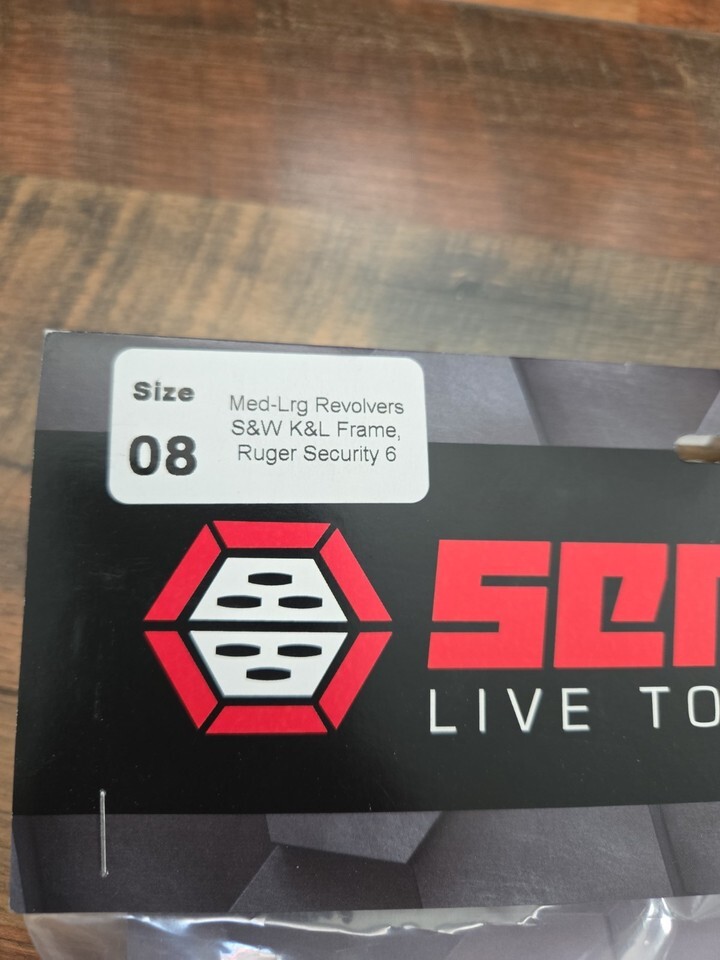 Size
08
Med-Lrg Revolvers
S&W K&L Frame,
Ruger Security 6
LIVE TO